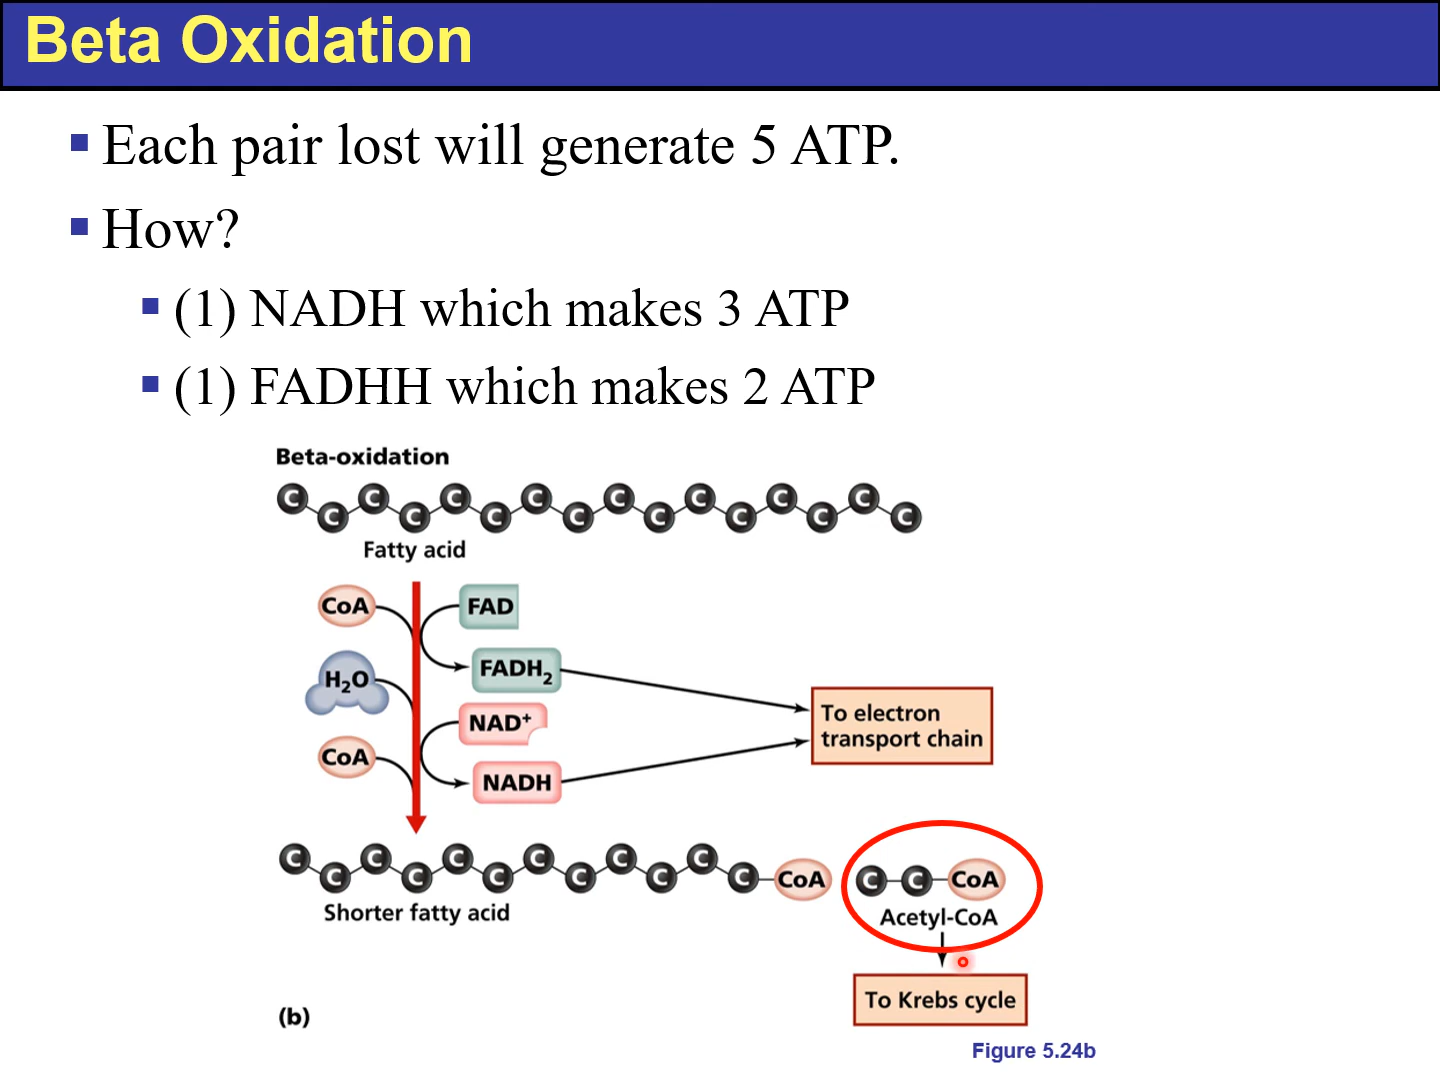 Beta Oxidation
Each pair lost will generate 5 ATP.
How?
(1) NADH which makes 3 ATP
(1) FADHH which makes 2 ATP
Beta-oxidation
C C C C C C C C C C C C C C C C
Fatty acid
CoA
FAD
FADH₂
H₂O
NAD⁺
CoA
NADH
To electron
transport chain
C C C C C C C C C C C C CoA
C C CoA
Shorter fatty acid
Acetyl-CoA
To Krebs cycle
(b)
Figure 5.24b